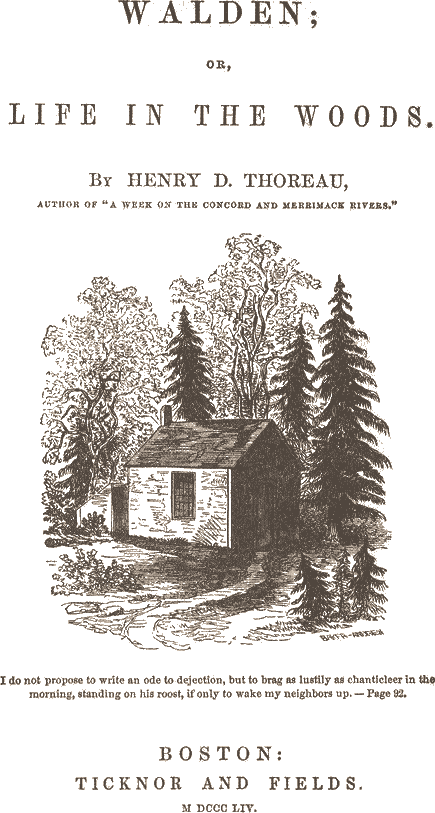 WALDEN;
OR,
LIFE IN THE WOODS.
BY HENRY D. THOREAU,
AUTHOR OF "A WEEK ON THE CONCORD AND MERRIMACK RIVERS."
I do not propose to write an ode to dejection, but to brag as lustily as chanticleer in the
morning, standing on his roost, if only to wake my neighbors up. — Page 92.
BOSTON:
TICKNOR AND FIELDS.
M DCCC LIV.